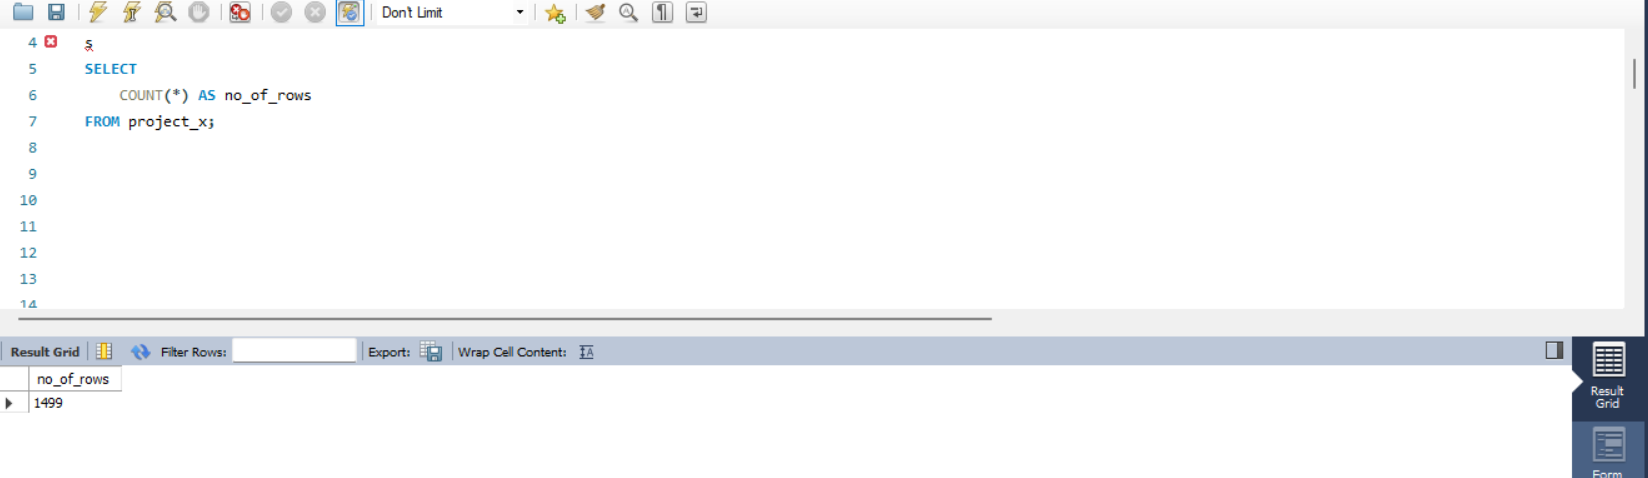 Don't Limit
4 s
5 SELECT
6 COUNT(*) AS no_of_rows
7 FROM project_x;
8
9
10
11
12
13
14
Result Grid Filter Rows: Export: Wrap Cell Content:
no_of_rows
1499
Result
Grid
Form